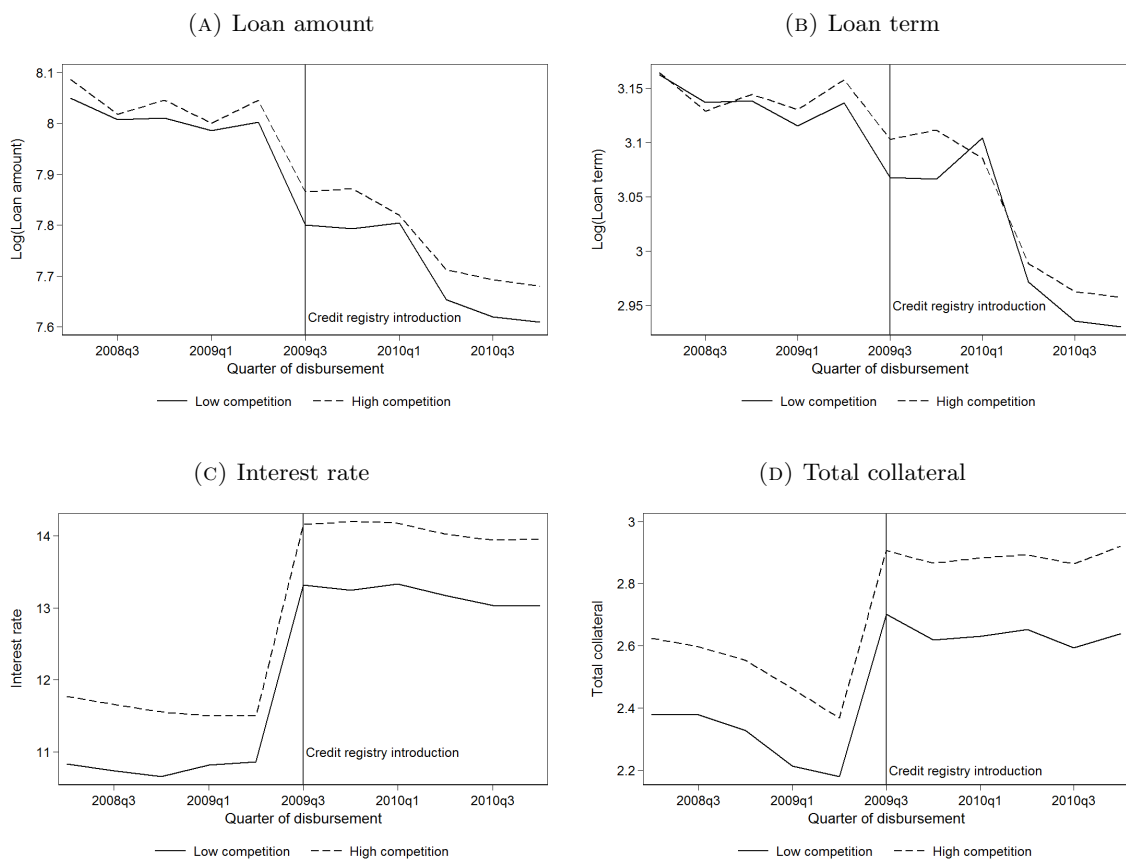 (A) Loan amount
Log(Loan amount)
8.1
8
7.9
7.8
7.7
7.6
Credit registry introduction
2008q3 2009q1 2009q3 2010q1 2010q3
Quarter of disbursement
Low competition High competition
(B) Loan term
Log(Loan term)
3.15
3.1
3.05
3
2.95
Credit registry introduction
2008q3 2009q1 2009q3 2010q1 2010q3
Quarter of disbursement
Low competition High competition
(C) Interest rate
Interest rate
14
13
12
11
Credit registry introduction
2008q3 2009q1 2009q3 2010q1 2010q3
Quarter of disbursement
Low competition High competition
(D) Total collateral
Total collateral
3
2.8
2.6
2.4
2.2
Credit registry introduction
2008q3 2009q1 2009q3 2010q1 2010q3
Quarter of disbursement
Low competition High competition